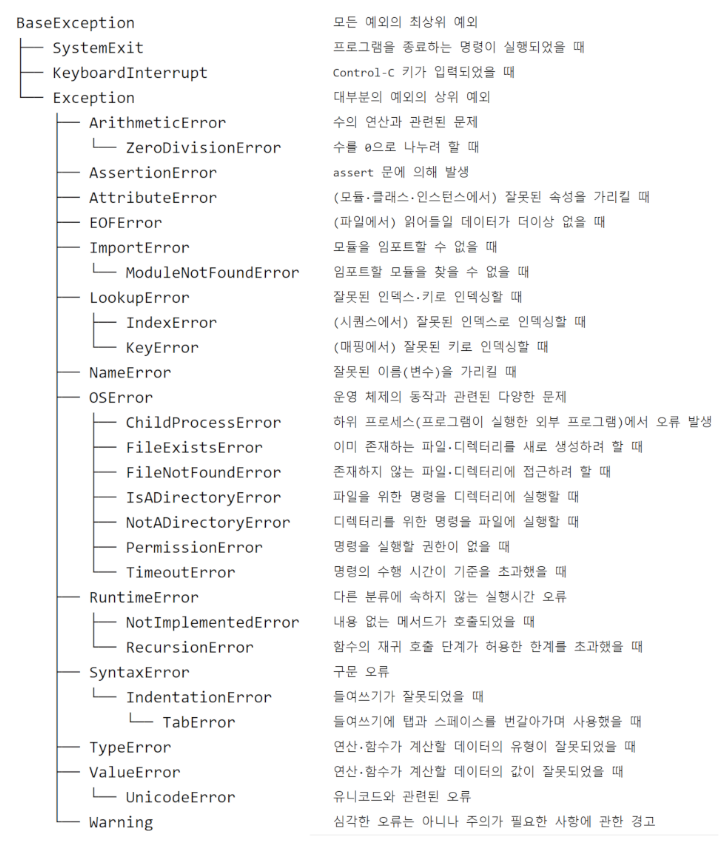 BaseException 모든 예외의 최상위 예외
SystemExit 프로그램을 종료하는 명령이 실행되었을 때
KeyboardInterrupt Control-C 키가 입력되었을 때
Exception 대부분의 예외의 상위 예외
ArithmeticError 수의 연산과 관련된 문제
ZeroDivisionError 수를 0으로 나누려 할 때
AssertionError assert 문에 의해 발생
AttributeError (모듈·클래스·인스턴스에서) 잘못된 속성을 가리킬 때
EOFError (파일에서) 읽어들일 데이터가 더이상 없을 때
ImportError 모듈을 임포트할 수 없을 때
ModuleNotFoundError 임포트할 모듈을 찾을 수 없을 때
LookupError 잘못된 인덱스·키로 인덱싱할 때
IndexError (시퀀스에서) 잘못된 인덱스로 인덱싱할 때
KeyError (매핑에서) 잘못된 키로 인덱싱할 때
NameError 잘못된 이름(변수)을 가리킬 때
OSError 운영 체제의 동작과 관련된 다양한 문제
ChildProcessError 하위 프로세스(프로그램이 실행한 외부 프로그램)에서 오류 발생
FileExistsError 이미 존재하는 파일·디렉터리를 새로 생성하려 할 때
FileNotFoundError 존재하지 않는 파일·디렉터리에 접근하려 할 때
IsADirectoryError 파일을 위한 명령을 디렉터리에 실행할 때
NotADirectoryError 디렉터리를 위한 명령을 파일에 실행할 때
PermissionError 명령을 실행할 권한이 없을 때
TimeoutError 명령의 수행 시간이 기준을 초과했을 때
RuntimeError 다른 분류에 속하지 않는 실행시간 오류
NotImplementedError 내용 없는 메서드가 호출되었을 때
RecursionError 함수의 재귀 호출 단계가 허용한 한계를 초과했을 때
SyntaxError 구문 오류
IndentationError 들여쓰기가 잘못되었을 때
TabError 들여쓰기에 탭과 스페이스를 번갈아가며 사용했을 때
TypeError 연산·함수가 계산할 데이터의 유형이 잘못되었을 때
ValueError 연산·함수가 계산할 데이터의 값이 잘못되었을 때
UnicodeError 유니코드와 관련된 오류
Warning 심각한 오류는 아니나 주의가 필요한 사항에 관한 경고